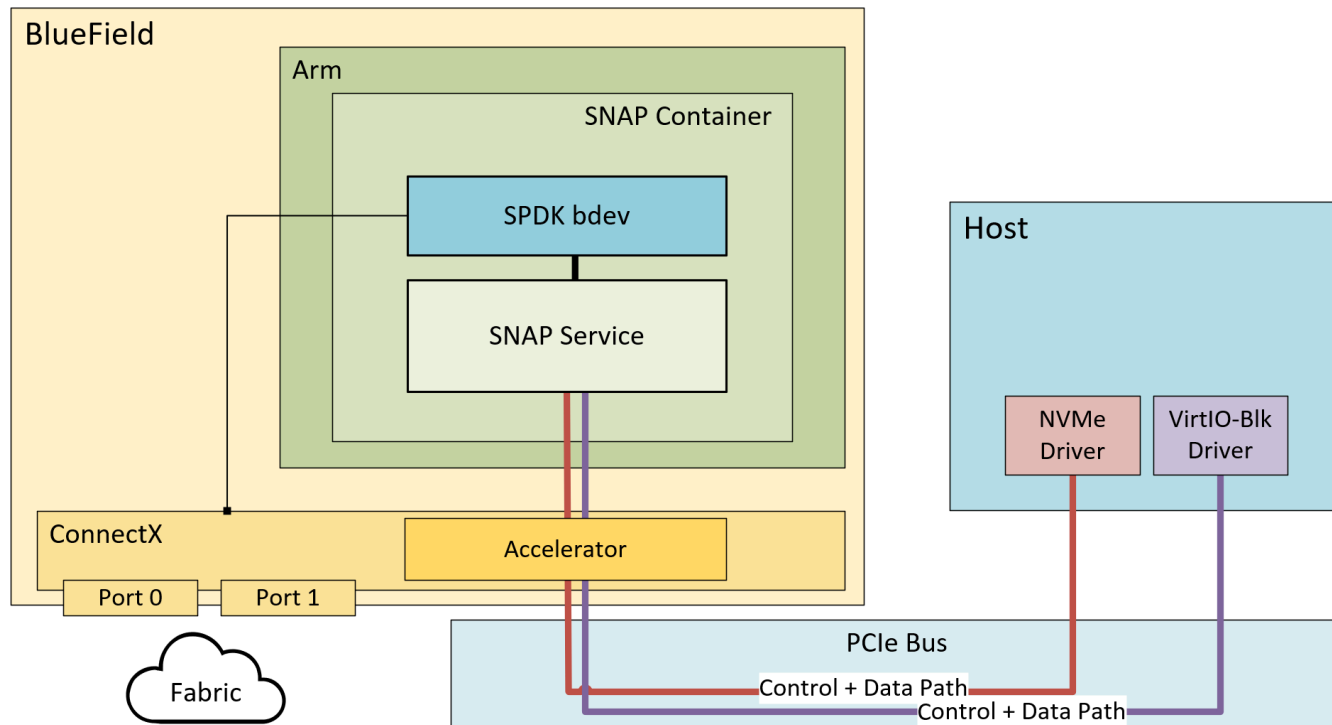 BlueField
Arm
SNAP Container
SPDK bdev
SNAP Service
ConnectX
Accelerator
Port 0
Port 1
Fabric
Host
NVMe
Driver
VirtIO-Blk
Driver
PCIe Bus
Control + Data Path
Control + Data Path